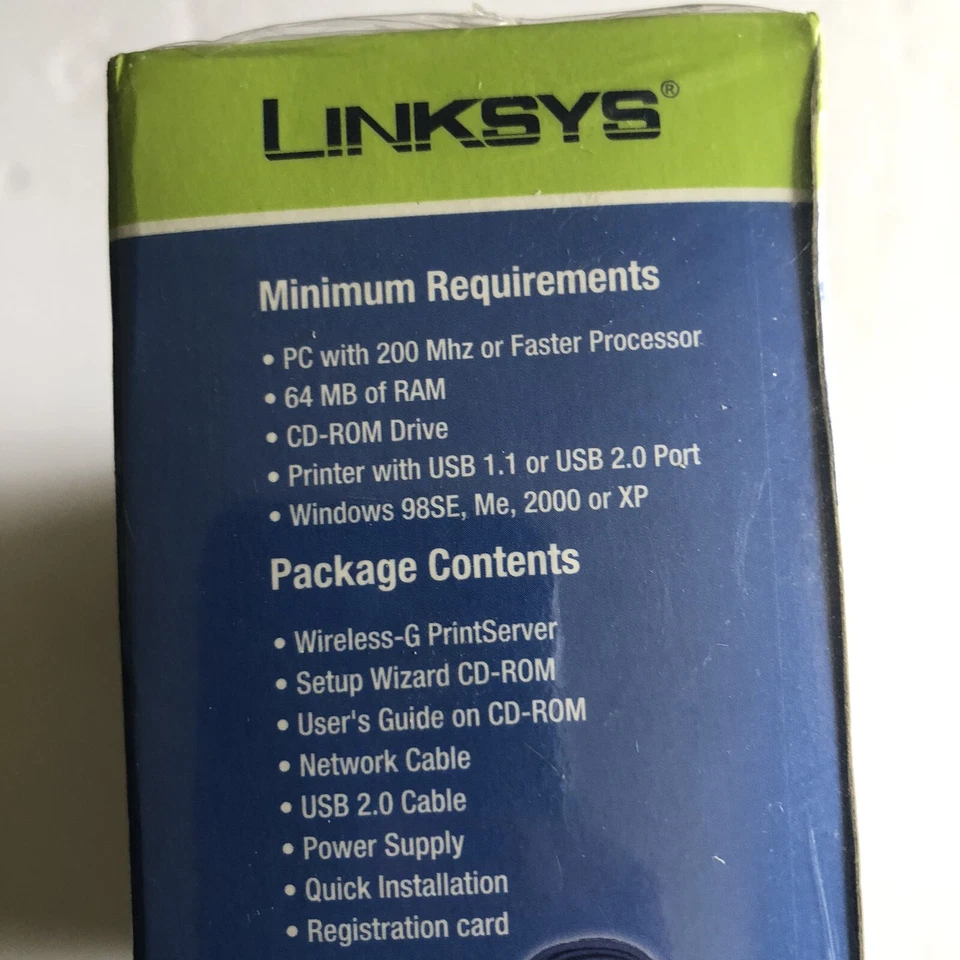 LINKSYS®
Minimum Requirements
• PC with 200 Mhz or Faster Processor
• 64 MB of RAM
• CD-ROM Drive
• Printer with USB 1.1 or USB 2.0 Port
• Windows 98SE, Me, 2000 or XP
Package Contents
• Wireless-G PrintServer
• Setup Wizard CD-ROM
• User's Guide on CD-ROM
• Network Cable
• USB 2.0 Cable
• Power Supply
• Quick Installation
• Registration card